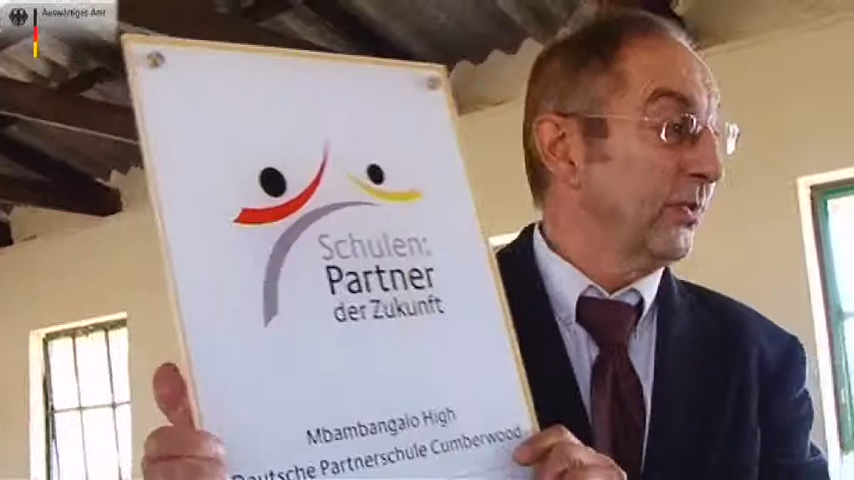 Auswärtiges Amt
Schulen:
Partner
der Zukunft
Mbambangalo High
Deutsche Partnerschule Cumberwood